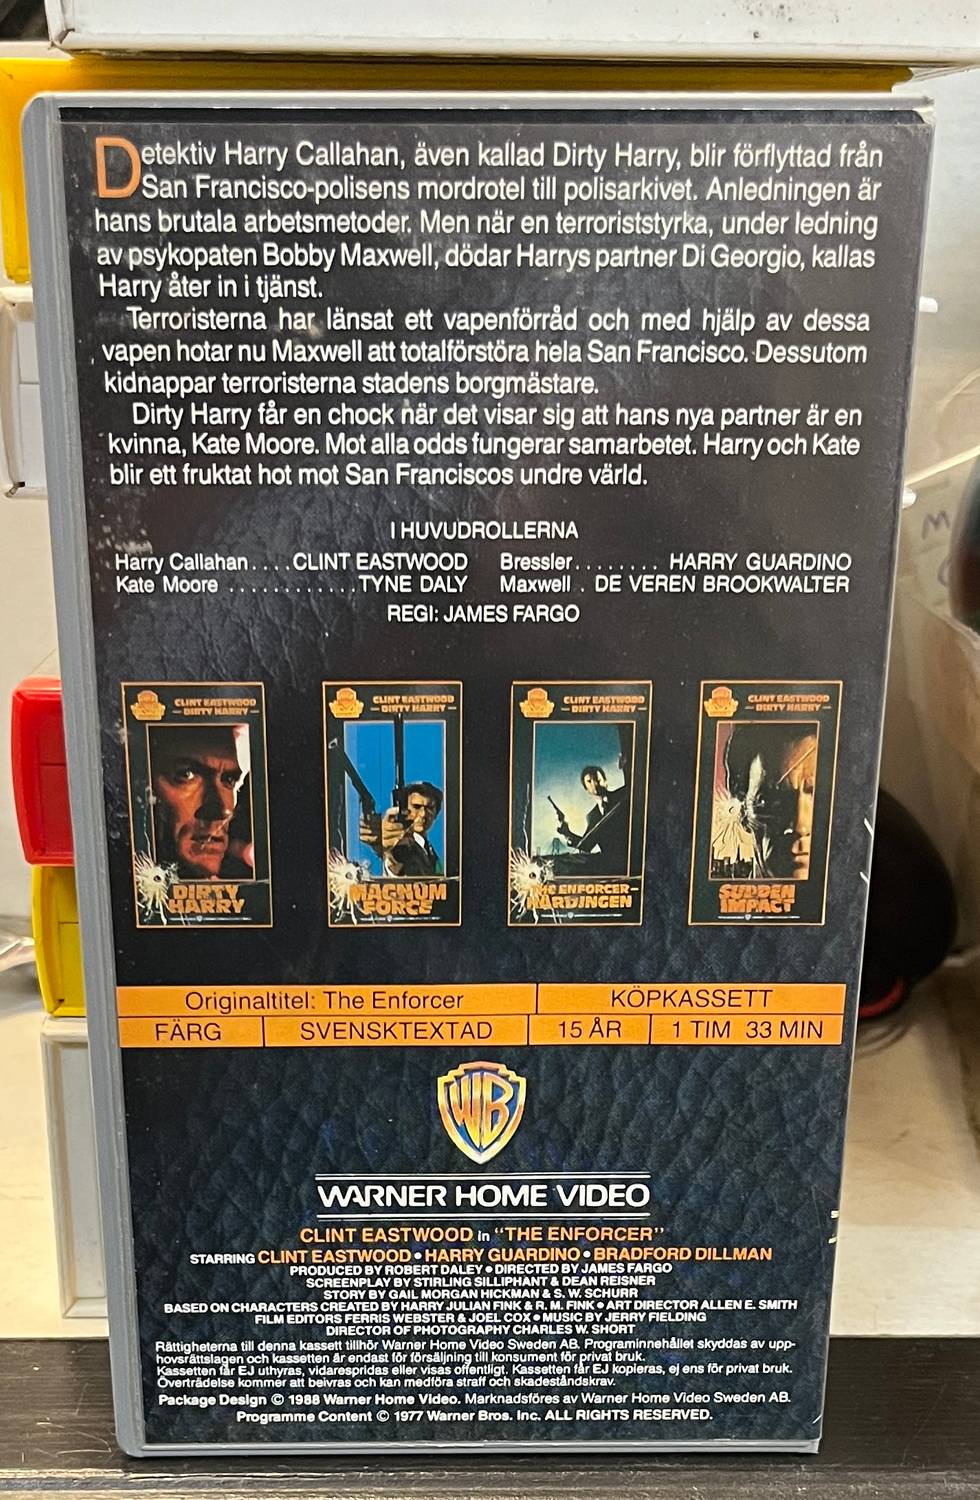 Detektiv Harry Callahan, även kallad Dirty Harry, blir förflyttad från
San Francisco-polisens mordrotel till polisarkivet. Anledningen är
hans brutala arbetsmetoder. Men när en terroriststyrka, under ledning
av psykopaten Bobby Maxwell, dödar Harrys partner Di Georgio, kallas
Harry åter in i tjänst.
Terroristerna har länsat ett vapenförråd och med hjälp av dessa
vapen hotar nu Maxwell att totalförstöra hela San Francisco. Dessutom
kidnappar terroristerna stadens borgmästare.
Dirty Harry får en chock när det visar sig att hans nya partner är en
kvinna, Kate Moore. Mot alla odds fungerar samarbetet. Harry och Kate
blir ett fruktat hot mot San Franciscos undre värld.
I HUVUDROLLERNA
Harry Callahan....CLINT EASTWOOD Bressler........ HARRY GUARDINO
Kate Moore ............TYNE DALY Maxwell . DE VEREN BROOKWALTER
REGI: JAMES FARGO
CLINT EASTWOOD
DIRTY HARRY
DIRTY
HARRY
CLINT EASTWOOD
DIRTY HARRY
MAGNUM
FORCE
CLINT EASTWOOD
DIRTY HARRY
THE ENFORCER-
HÅRDINGEN
CLINT EASTWOOD
DIRTY HARRY
SUDDEN
IMPACT
Originaltitel: The Enforcer KÖPKASSETT
FÄRG SVENSKTEXTAD 15 ÅR 1 TIM 33 MIN
WB
WARNER HOME VIDEO
CLINT EASTWOOD in "THE ENFORCER"
STARRING CLINT EASTWOOD • HARRY GUARDINO • BRADFORD DILLMAN
PRODUCED BY ROBERT DALEY • DIRECTED BY JAMES FARGO
SCREENPLAY BY STIRLING SILLIPHANT & DEAN REISNER
STORY BY GAIL MORGAN HICKMAN & S. W. SCHURR
BASED ON CHARACTERS CREATED BY HARRY JULIAN FINK & R. M. FINK • ART DIRECTOR ALLEN E. SMITH
FILM EDITORS FERRIS WEBSTER & JOEL COX • MUSIC BY JERRY FIELDING
DIRECTOR OF PHOTOGRAPHY CHARLES W. SHORT
Rättigheterna till denna kassett tillhör Warner Home Video Sweden AB. Programinnehållet skyddas av upp-
hovsrättslagen och kassetten är endast för försäljning till konsument för privat bruk.
Kassetten får EJ uthyras, vidarespridas eller visas offentligt. Kassetten får EJ kopieras, ej ens för privat bruk.
Överträdelse kommer att beivras och kan medföra straff och skadeståndskrav.
Package Design © 1988 Warner Home Video. Marknadsföres av Warner Home Video Sweden AB.
Programme Content © 1977 Warner Bros. Inc. ALL RIGHTS RESERVED.